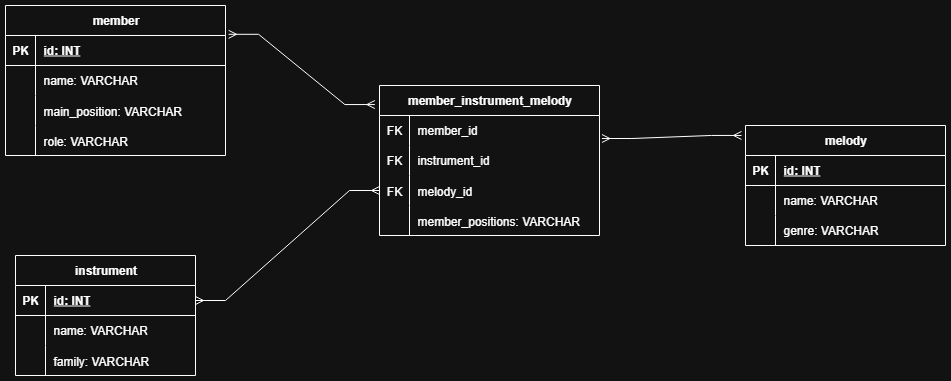 member
PK id: INT
name: VARCHAR
main_position: VARCHAR
role: VARCHAR
member_instrument_melody
FK member_id
FK instrument_id
FK melody_id
member_positions: VARCHAR
melody
PK id: INT
name: VARCHAR
genre: VARCHAR
instrument
PK id: INT
name: VARCHAR
family: VARCHAR